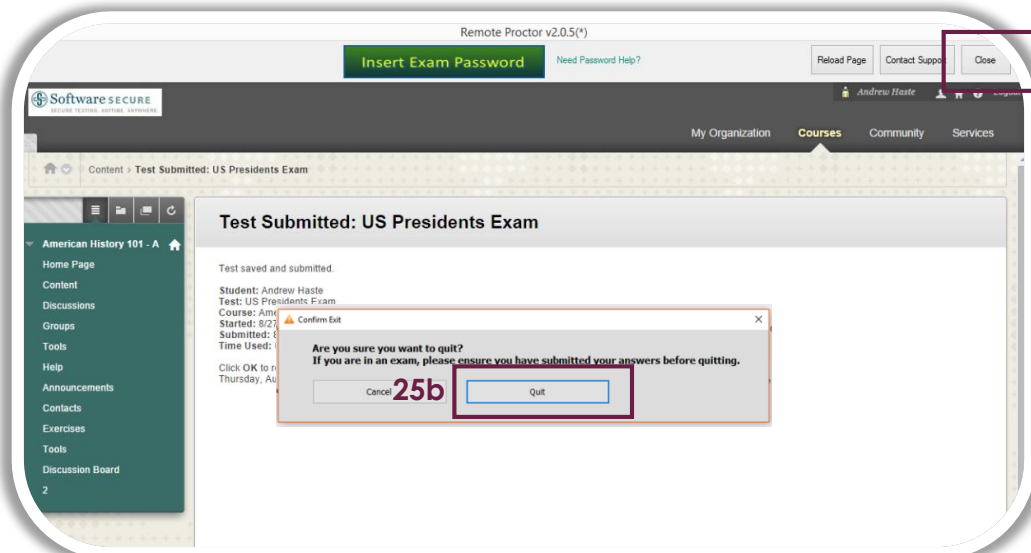 Remote Proctor v2.0.5(*)
Insert Exam Password
Need Password Help?
Reload Page
Contact Suppor
Close
Software SECURE
SECURE TESTING. ANYTIME. ANYWHERE.
Andrew Haste
My Organization
Courses
Community
Services
Content > Test Submitted: US Presidents Exam
American History 101 - A
Home Page
Content
Discussions
Groups
Tools
Help
Announcements
Contacts
Exercises
Tools
Discussion Board
2
Test Submitted: US Presidents Exam
Test saved and submitted.
Student: Andrew Haste
Test: US Presidents Exam
Course: Ame
Started: 8/27
Submitted: 8
Time Used:
Click OK to r
Thursday, Au
Confirm Exit
Are you sure you want to quit?
If you are in an exam, please ensure you have submitted your answers before quitting.
Cancel
25b
Quit